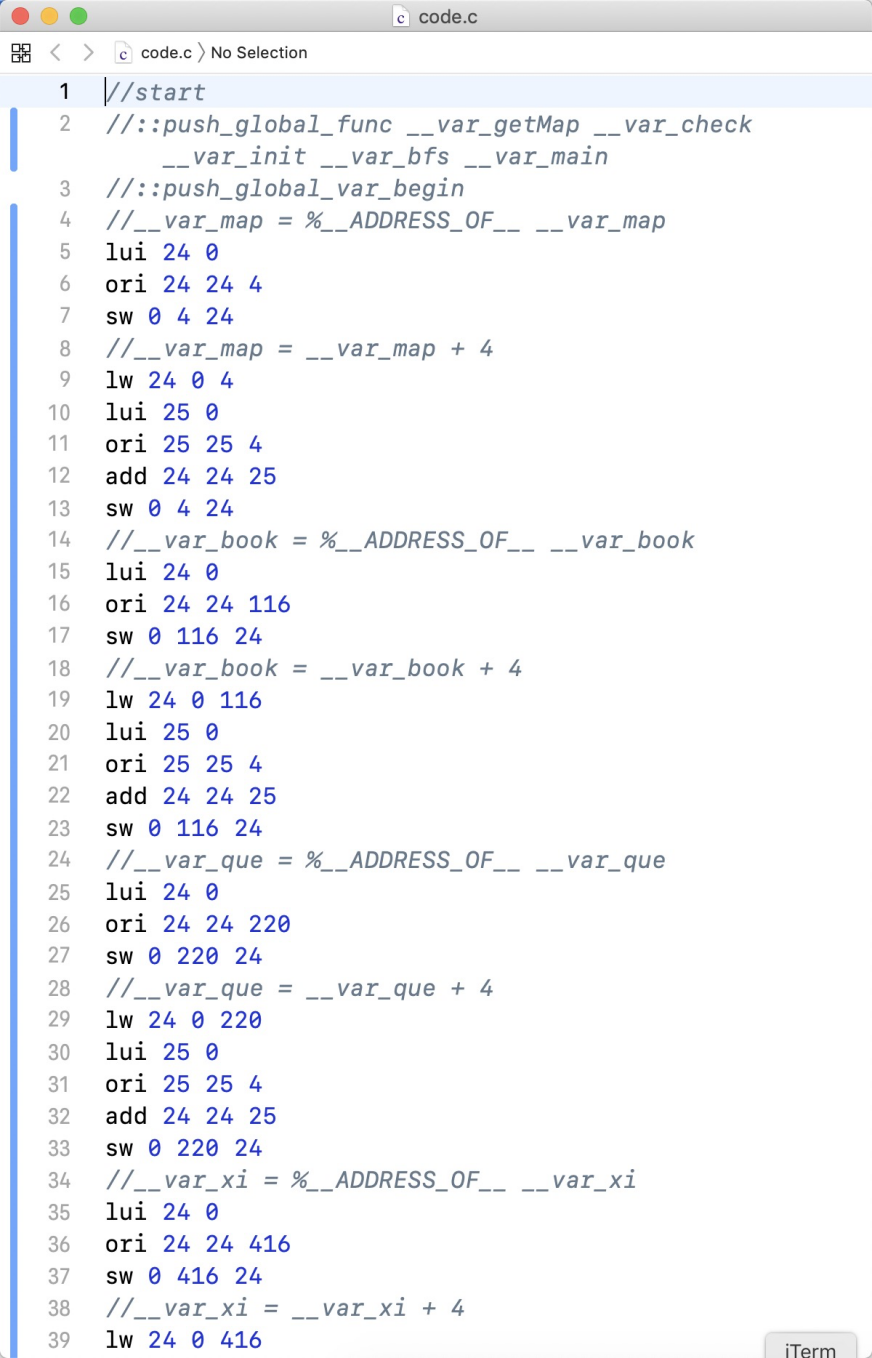 code.c
code.c 〉 No Selection
1 //start
2 //::push_global_func __var_getMap __var_check
__var_init __var_bfs __var_main
3 //::push_global_var_begin
4 //__var_map = %__ADDRESS_OF__ __var_map
5 lui 24 0
6 ori 24 24 4
7 sw 0 4 24
8 //__var_map = __var_map + 4
9 lw 24 0 4
10 lui 25 0
11 ori 25 25 4
12 add 24 24 25
13 sw 0 4 24
14 //__var_book = %__ADDRESS_OF__ __var_book
15 lui 24 0
16 ori 24 24 116
17 sw 0 116 24
18 //__var_book = __var_book + 4
19 lw 24 0 116
20 lui 25 0
21 ori 25 25 4
22 add 24 24 25
23 sw 0 116 24
24 //__var_que = %__ADDRESS_OF__ __var_que
25 lui 24 0
26 ori 24 24 220
27 sw 0 220 24
28 //__var_que = __var_que + 4
29 lw 24 0 220
30 lui 25 0
31 ori 25 25 4
32 add 24 24 25
33 sw 0 220 24
34 //__var_xi = %__ADDRESS_OF__ __var_xi
35 lui 24 0
36 ori 24 24 416
37 sw 0 416 24
38 //__var_xi = __var_xi + 4
39 lw 24 0 416
iTerm